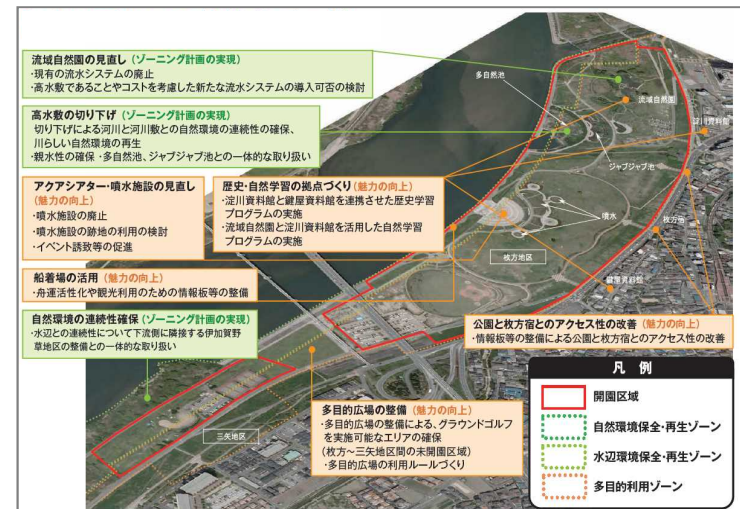 流域自然園の見直し（ゾーニング計画の実現）
・現有の流水システムの廃止
・高水敷であることやコストを考慮した新たな流水システムの導入可否の検討
高水敷の切り下げ（ゾーニング計画の実現）
切り下げによる河川と河川敷との自然環境の連続性の確保、
川らしい自然環境の再生
・親水性の確保 ・多自然池、ジャブジャブ池との一体的な取り扱い
アクアシアター・噴水施設の見直し
（魅力の向上）
・噴水施設の廃止
・噴水施設の跡地の利用の検討
・イベント誘致等の促進
歴史・自然学習の拠点づくり（魅力の向上）
・淀川資料館と鍵屋資料館を連携させた歴史学習
プログラムの実施
・流域自然園と淀川資料館を活用した自然学習
プログラムの実施
船着場の活用（魅力の向上）
・舟運活性化や観光利用のための情報板等の整備
自然環境の連続性確保（ゾーニング計画の実現）
・水辺との連続性について下流側に隣接する伊加賀野
草地区の整備との一体的な取り扱い
多自然池
流域自然園
淀川資料館
ジャブジャブ池
噴水
枚方宿
枚方地区
鍵屋資料館
公園と枚方宿とのアクセス性の改善（魅力の向上）
・情報板等の整備による公園と枚方宿とのアクセス性の改善
多目的広場の整備（魅力の向上）
・多目的広場の整備による、グラウンドゴルフ
を実施可能なエリアの確保
（枚方～三矢地区間の未開園区域）
・多目的広場の利用ルールづくり
三矢地区
凡例
開園区域
自然環境保全・再生ゾーン
水辺環境保全・再生ゾーン
多目的利用ゾーン